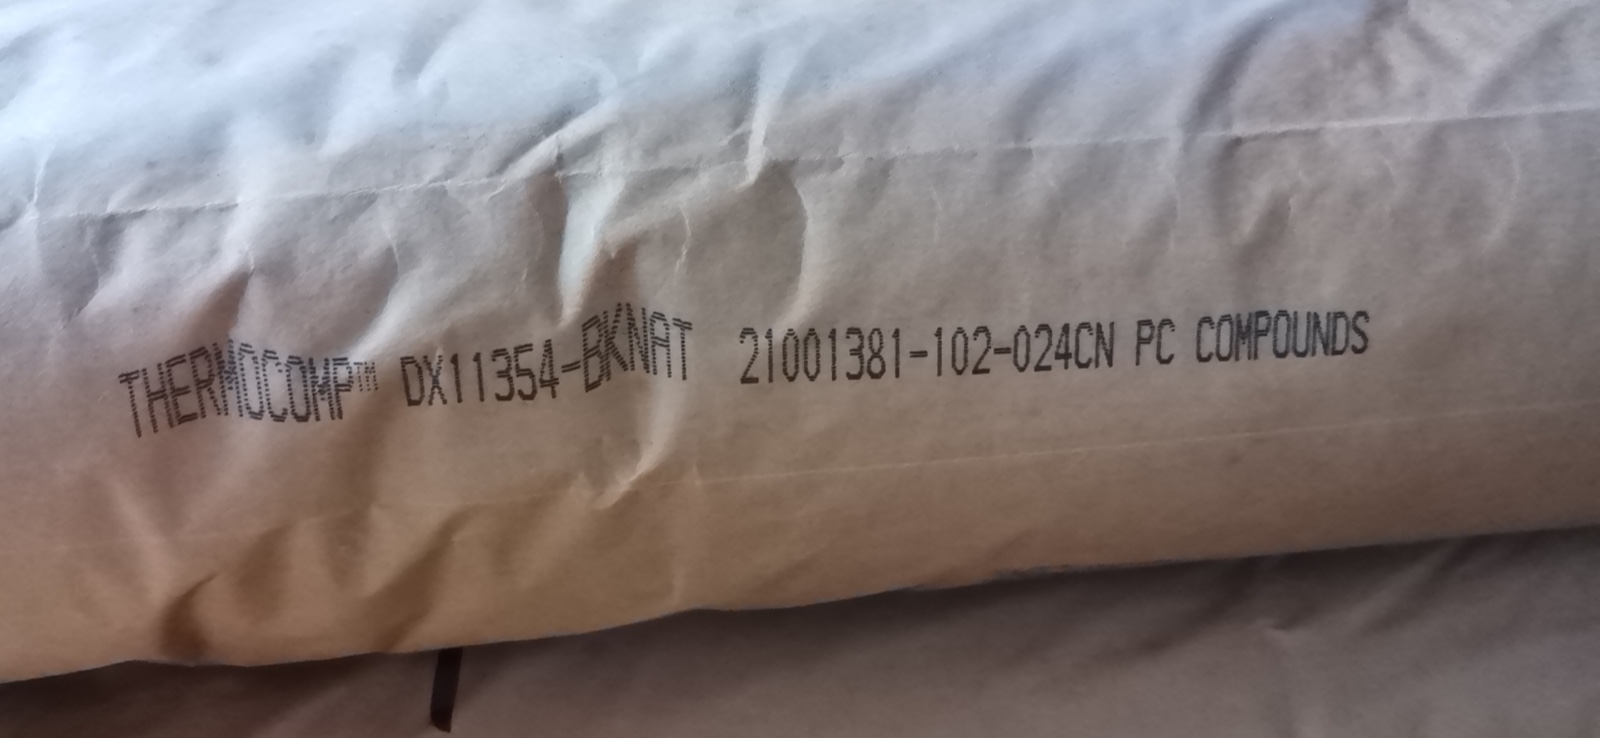 THERMOCOMP™ DX11354-BKNAT 21001381-102-024CN PC COMPOUNDS